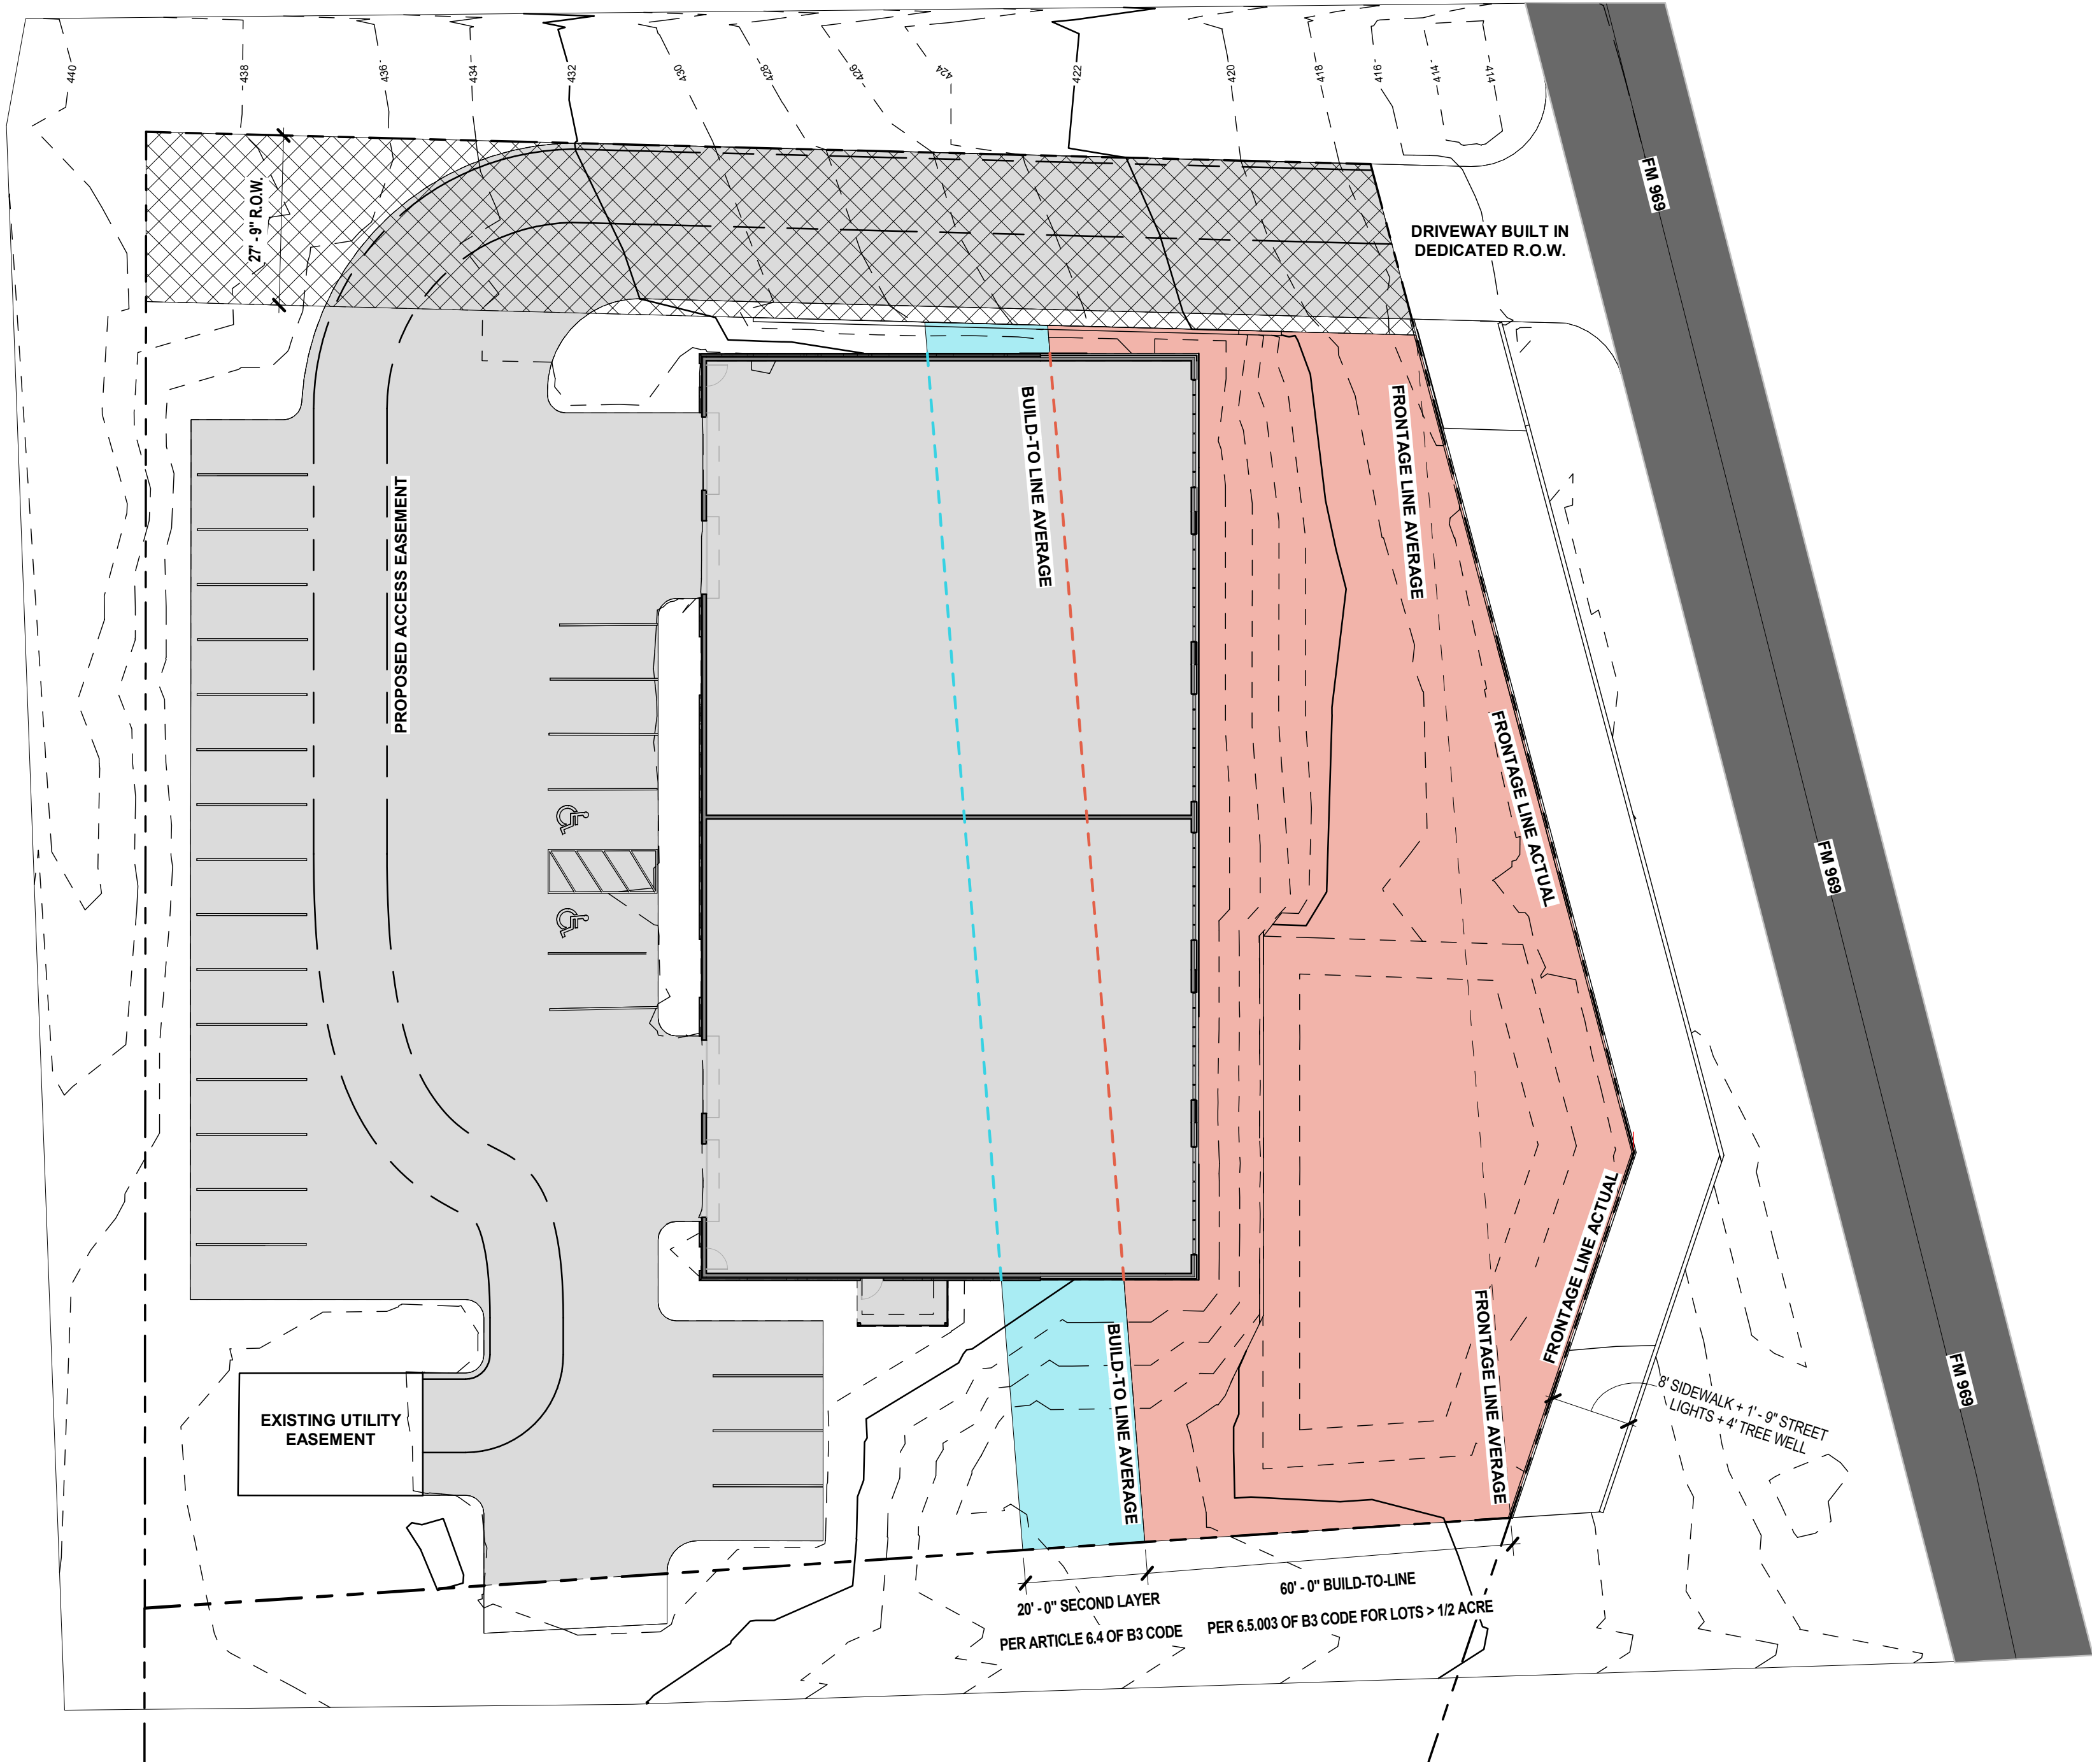 440
438
436
434
432
430
428
426
424
422
420
418
416
414
414
27' - 9" R.O.W.
FM 969
DRIVEWAY BUILT IN
DEDICATED R.O.W.
BUILD-TO LINE AVERAGE
FRONTAGE LINE AVERAGE
PROPOSED ACCESS EASEMENT
FRONTAGE LINE ACTUAL
FM 969
FRONTAGE LINE ACTUAL
FRONTAGE LINE AVERAGE
BUILD-TO LINE AVERAGE
FM 969
8' SIDEWALK + 1' - 9" STREET
LIGHTS + 4' TREE WELL
EXISTING UTILITY
EASEMENT
20' - 0" SECOND LAYER
PER ARTICLE 6.4 OF B3 CODE
60' - 0" BUILD-TO-LINE
PER 6.5.003 OF B3 CODE FOR LOTS > 1/2 ACRE